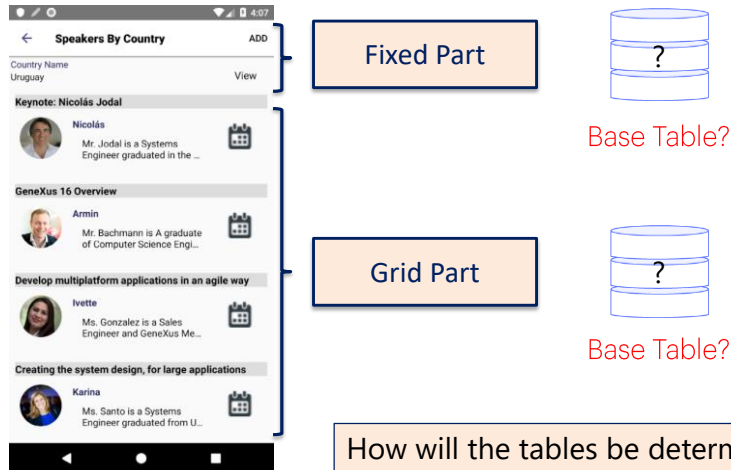 4:07
Speakers By Country
ADD
Country Name
Uruguay
View
Keynote: Nicolás Jodal
Nicolás
Mr. Jodal is a Systems
Engineer graduated in the ...
GeneXus 16 Overview
Armin
Mr. Bachmann is A graduate
of Computer Science Engi...
Develop multiplatform applications in an agile way
Ivette
Ms. Gonzalez is a Sales
Engineer and GeneXus Me...
Creating the system design, for large applications
Karina
Ms. Santo is a Systems
Engineer graduated from U...
Fixed Part
?
Base Table?
Grid Part
?
Base Table?
How will the tables be determ